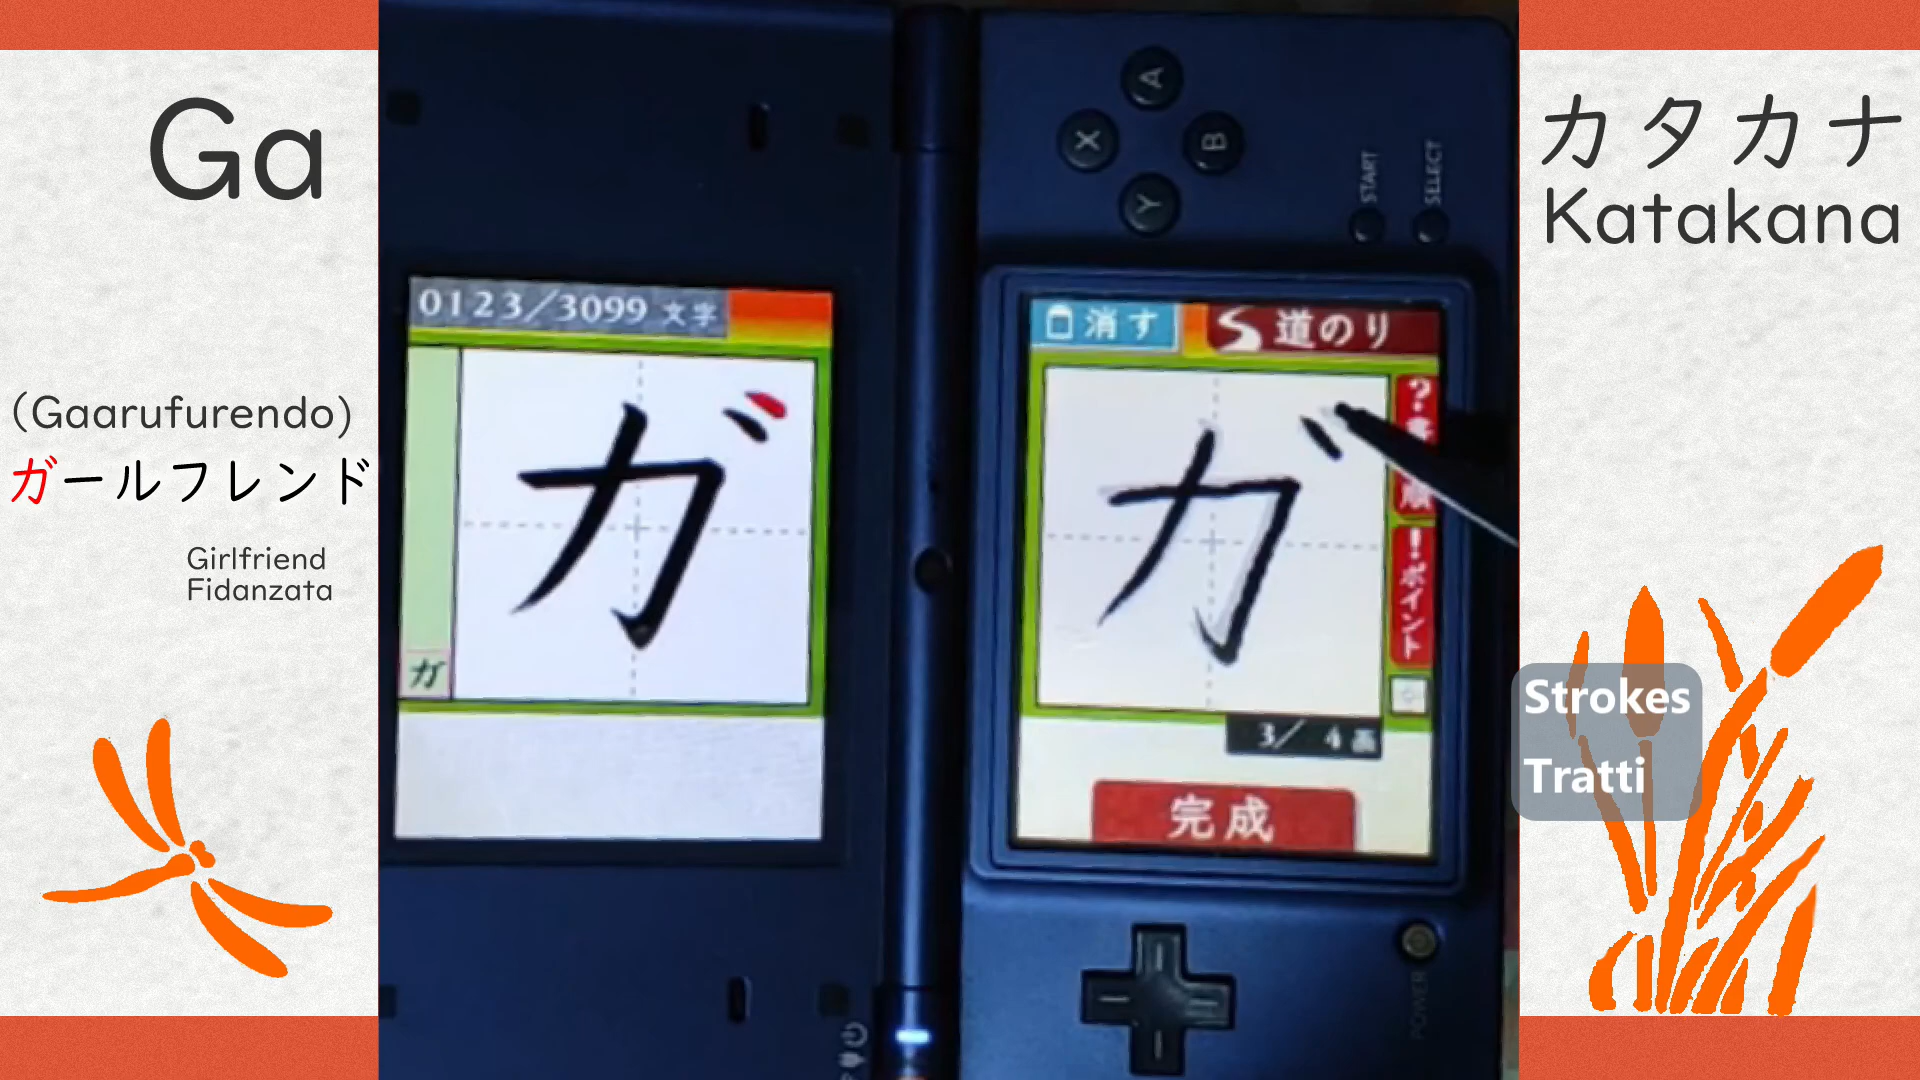 Ga
(Gaarufurendo)
ガールフレンド
Girlfriend
Fidanzata
0123/3099 文字
ガ
ガ
A
X
B
Y
START
SELECT
消す
道のり
ガ
!ポイント
3/ 4画
完成
POWER
カタカナ
Katakana
Strokes
Tratti